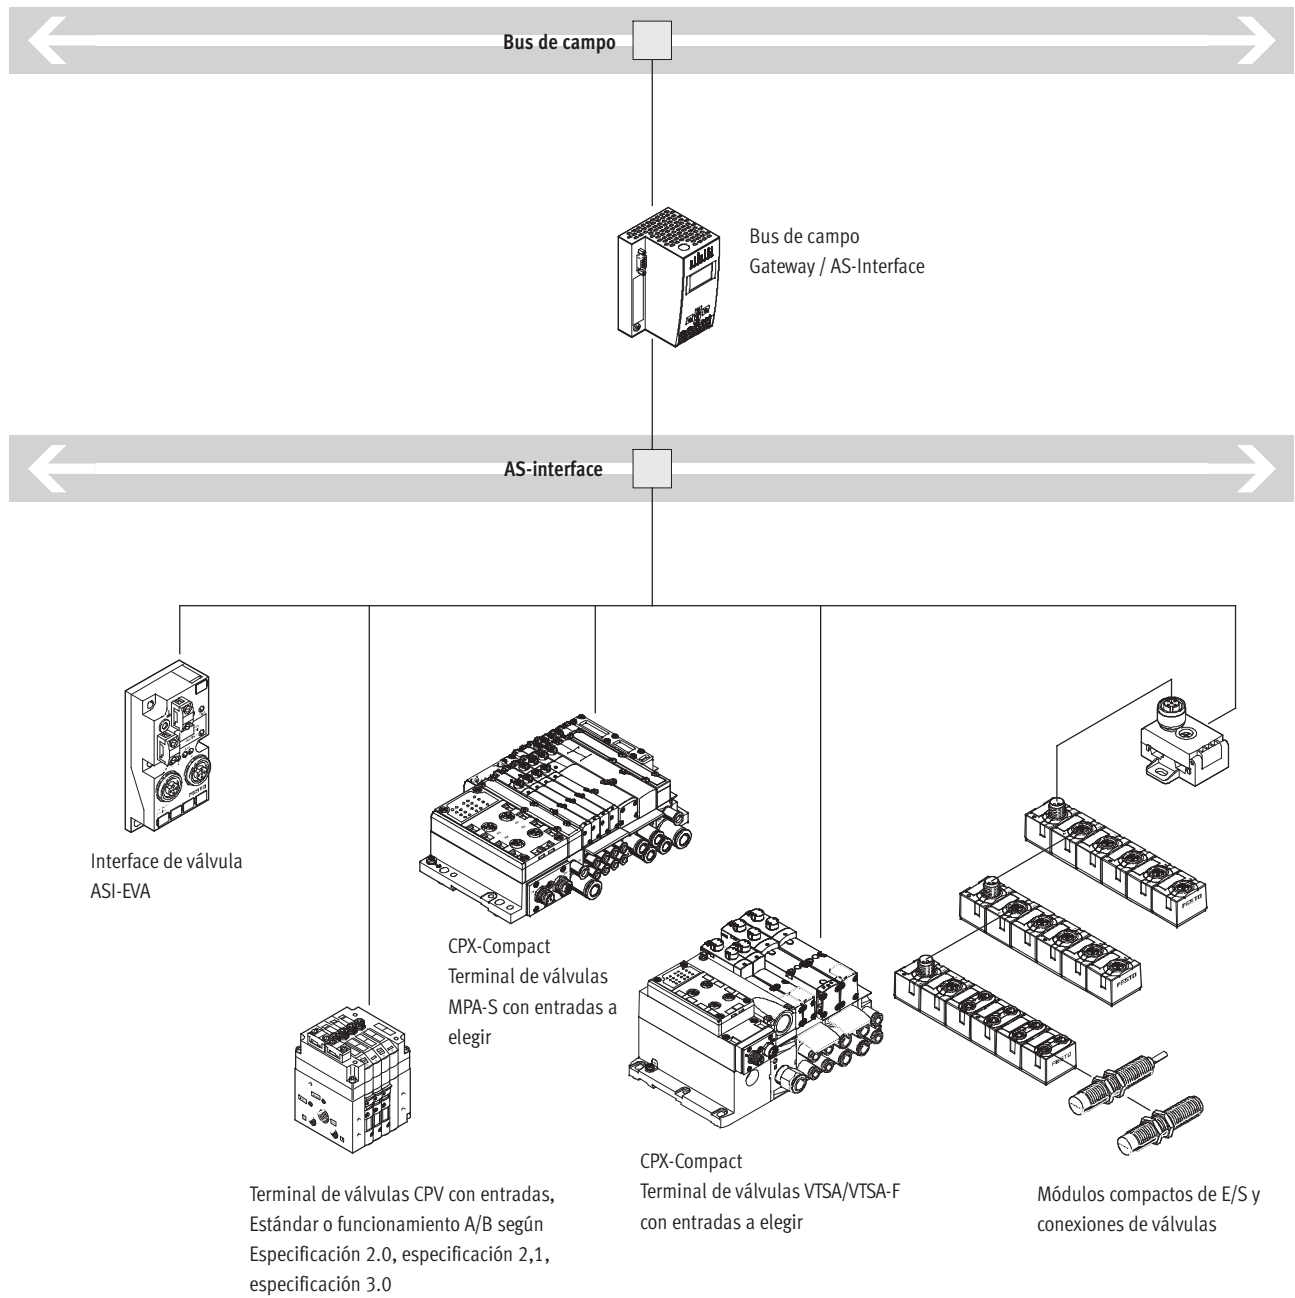 Bus de campo
Bus de campo
Gateway / AS-Interface
AS-interface
Interface de válvula
ASI-EVA
CPX-Compact
Terminal de válvulas
MPA-S con entradas a
elegir
FESTO
FESTO
FESTO
Terminal de válvulas CPV con entradas,
Estándar o funcionamiento A/B según
Especificación 2.0, especificación 2,1,
especificación 3.0
CPX-Compact
Terminal de válvulas VTSA/VTSA-F
con entradas a elegir
Módulos compactos de E/S y
conexiones de válvulas